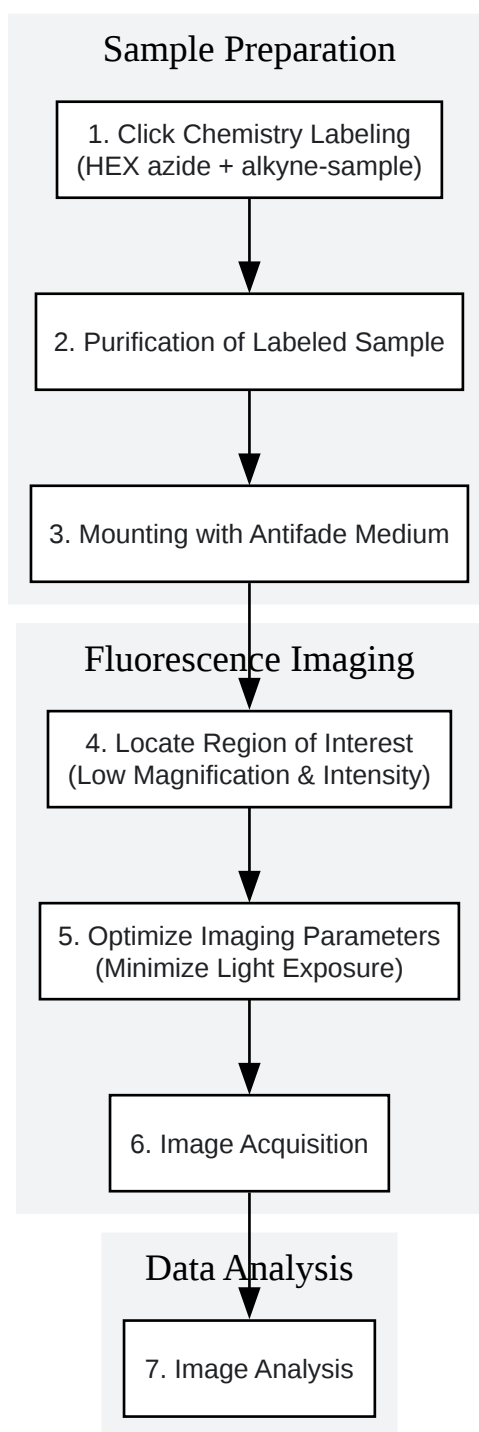 Sample Preparation
1. Click Chemistry Labeling
(HEX azide + alkyne-sample)
2. Purification of Labeled Sample
3. Mounting with Antifade Medium
Fluorescence Imaging
4. Locate Region of Interest
(Low Magnification & Intensity)
5. Optimize Imaging Parameters
(Minimize Light Exposure)
6. Image Acquisition
Data Analysis
7. Image Analysis